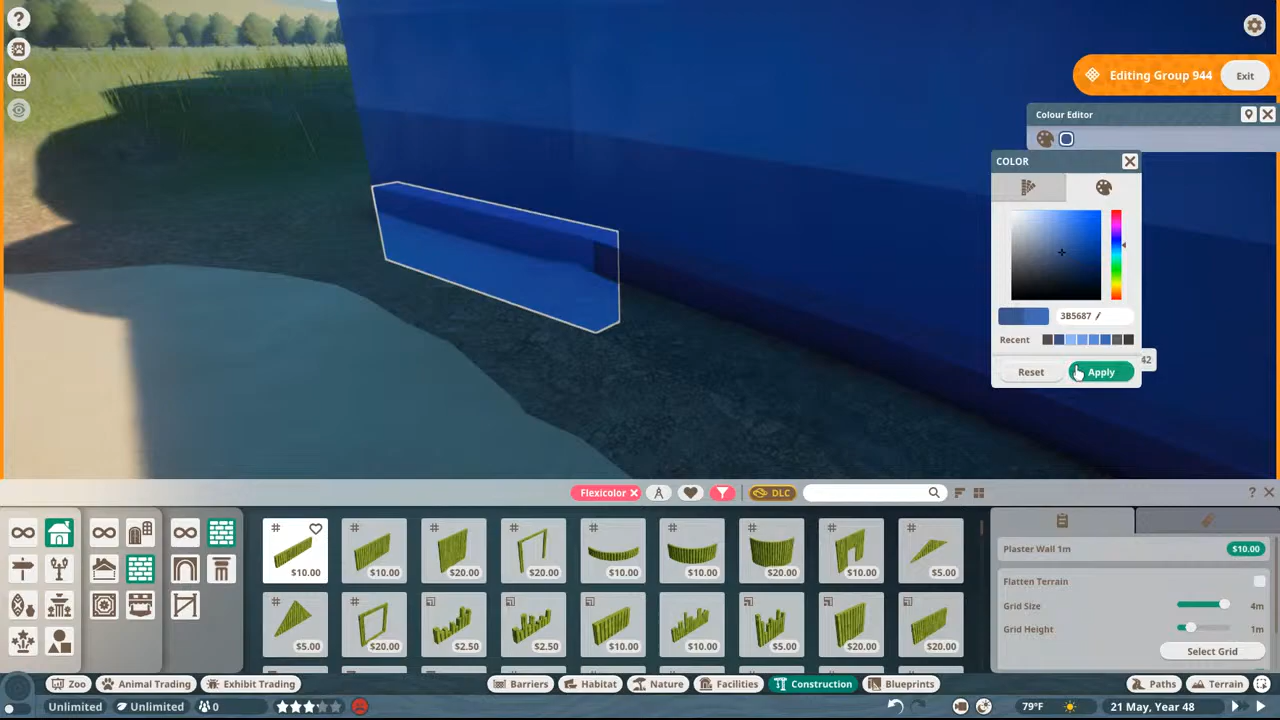 ?
Editing Group 944
Exit
Colour Editor
COLOR
3B5687
Recent
42
Reset
Apply
Flexicolor
DLC
?
$10.00
$10.00
$20.00
$20.00
$10.00
$10.00
$20.00
$10.00
$5.00
$5.00
$20.00
$2.50
$2.50
$10.00
$10.00
$5.00
$20.00
$20.00
Plaster Wall 1m
$10.00
Flatten Terrain
Grid Size
4m
Grid Height
1m
Select Grid
Zoo
Animal Trading
Exhibit Trading
Barriers
Habitat
Nature
Facilities
Construction
Blueprints
Paths
Terrain
Unlimited
Unlimited
0
79°F
21 May, Year 48